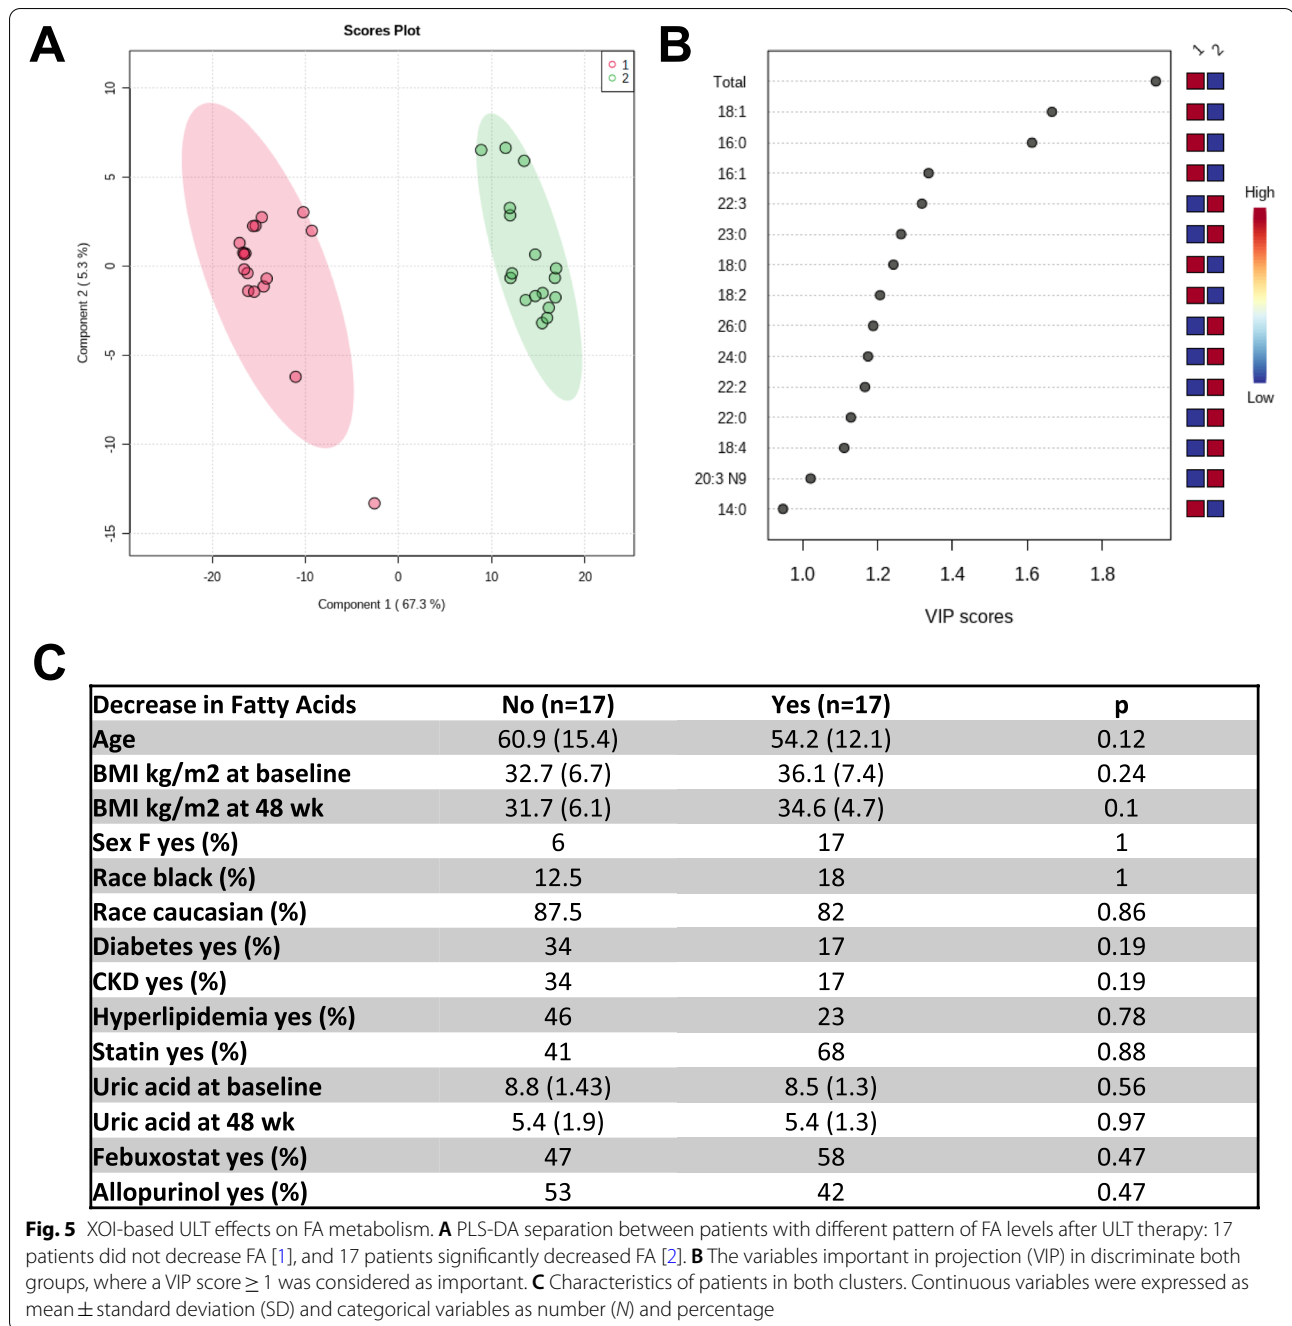 A
Scores Plot
1
2
Component 2 ( 5.3 %)
10
5
0
-5
-10
-15
-20
-10
0
10
20
Component 1 ( 67.3 %)
B
1 2
Total
18:1
16:0
16:1
22:3
23:0
18:0
18:2
26:0
24:0
22:2
22:0
18:4
20:3 N9
14:0
High
Low
1.0
1.2
1.4
1.6
1.8
VIP scores
C
Decrease in Fatty Acids No (n=17) Yes (n=17) p
Age 60.9 (15.4) 54.2 (12.1) 0.12
BMI kg/m2 at baseline 32.7 (6.7) 36.1 (7.4) 0.24
BMI kg/m2 at 48 wk 31.7 (6.1) 34.6 (4.7) 0.1
Sex F yes (%) 6 17 1
Race black (%) 12.5 18 1
Race caucasian (%) 87.5 82 0.86
Diabetes yes (%) 34 17 0.19
CKD yes (%) 34 17 0.19
Hyperlipidemia yes (%) 46 23 0.78
Statin yes (%) 41 68 0.88
Uric acid at baseline 8.8 (1.43) 8.5 (1.3) 0.56
Uric acid at 48 wk 5.4 (1.9) 5.4 (1.3) 0.97
Febuxostat yes (%) 47 58 0.47
Allopurinol yes (%) 53 42 0.47
Fig. 5 XOI-based ULT effects on FA metabolism. A PLS-DA separation between patients with different pattern of FA levels after ULT therapy: 17
patients did not decrease FA [1], and 17 patients significantly decreased FA [2]. B The variables important in projection (VIP) in discriminate both
groups, where a VIP score ≥ 1 was considered as important. C Characteristics of patients in both clusters. Continuous variables were expressed as
mean ± standard deviation (SD) and categorical variables as number (N) and percentage